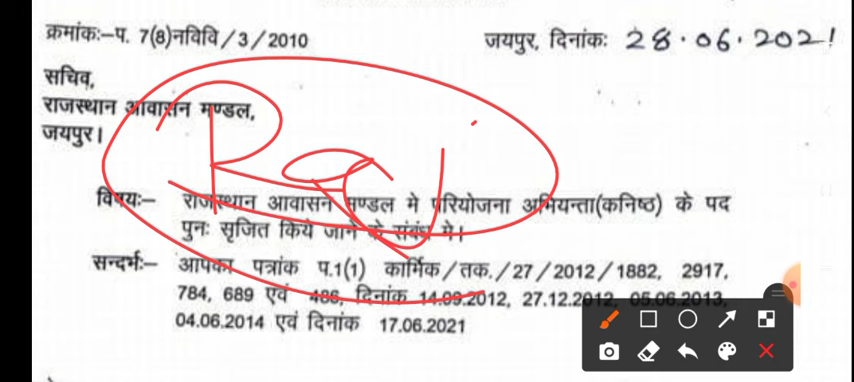 क्रमांकः-प. 7(8)नविवि/3/2010
जयपुर, दिनांकः 28.06.2021
सचिव,
राजस्थान आवासन मण्डल,
जयपुर।
Raj
विषयः- राजस्थान आवासन मण्डल मे परियोजना अभियन्ता(कनिष्ठ) के पद
पुनः सृजित किये जाने के संबंध मे।
सन्दर्भः- आपका पत्रांक प.1(1) कार्मिक/तक./27/2012/1882, 2917,
784, 689 एवं 486, दिनांक 14.09.2012, 27.12.2012, 05.06.2013,
04.06.2014 एवं दिनांक 17.06.2021